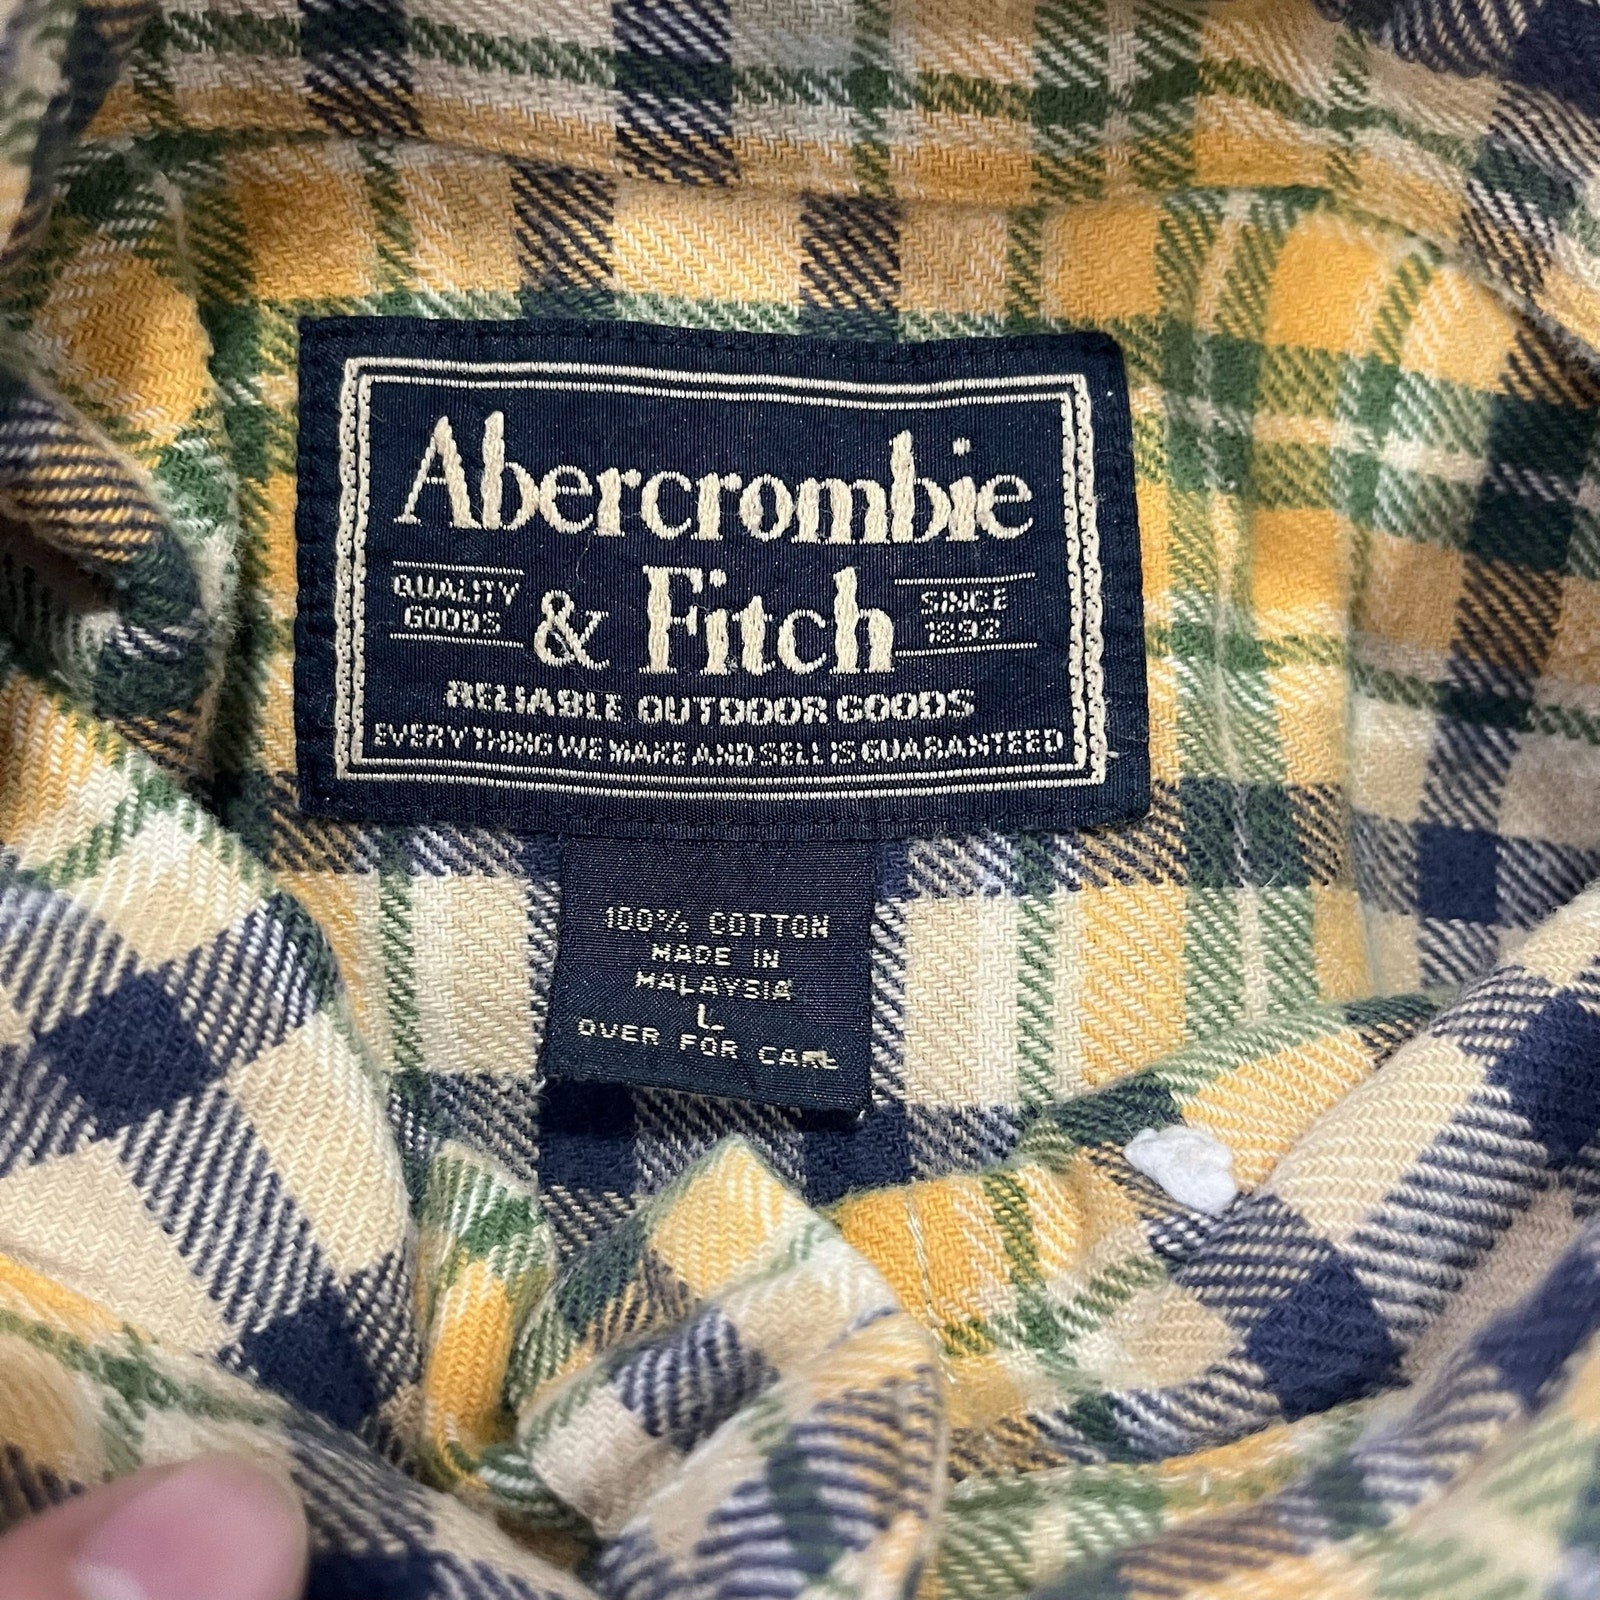 Abercrombie
QUALITY GOODS & Fitch SINCE 1892
RELIABLE OUTDOOR GOODS
EVERYTHING WE MAKE AND SELL IS GUARANTEED
100% COTTON
MADE IN
MALAYSIA
L
OVER FOR CARE